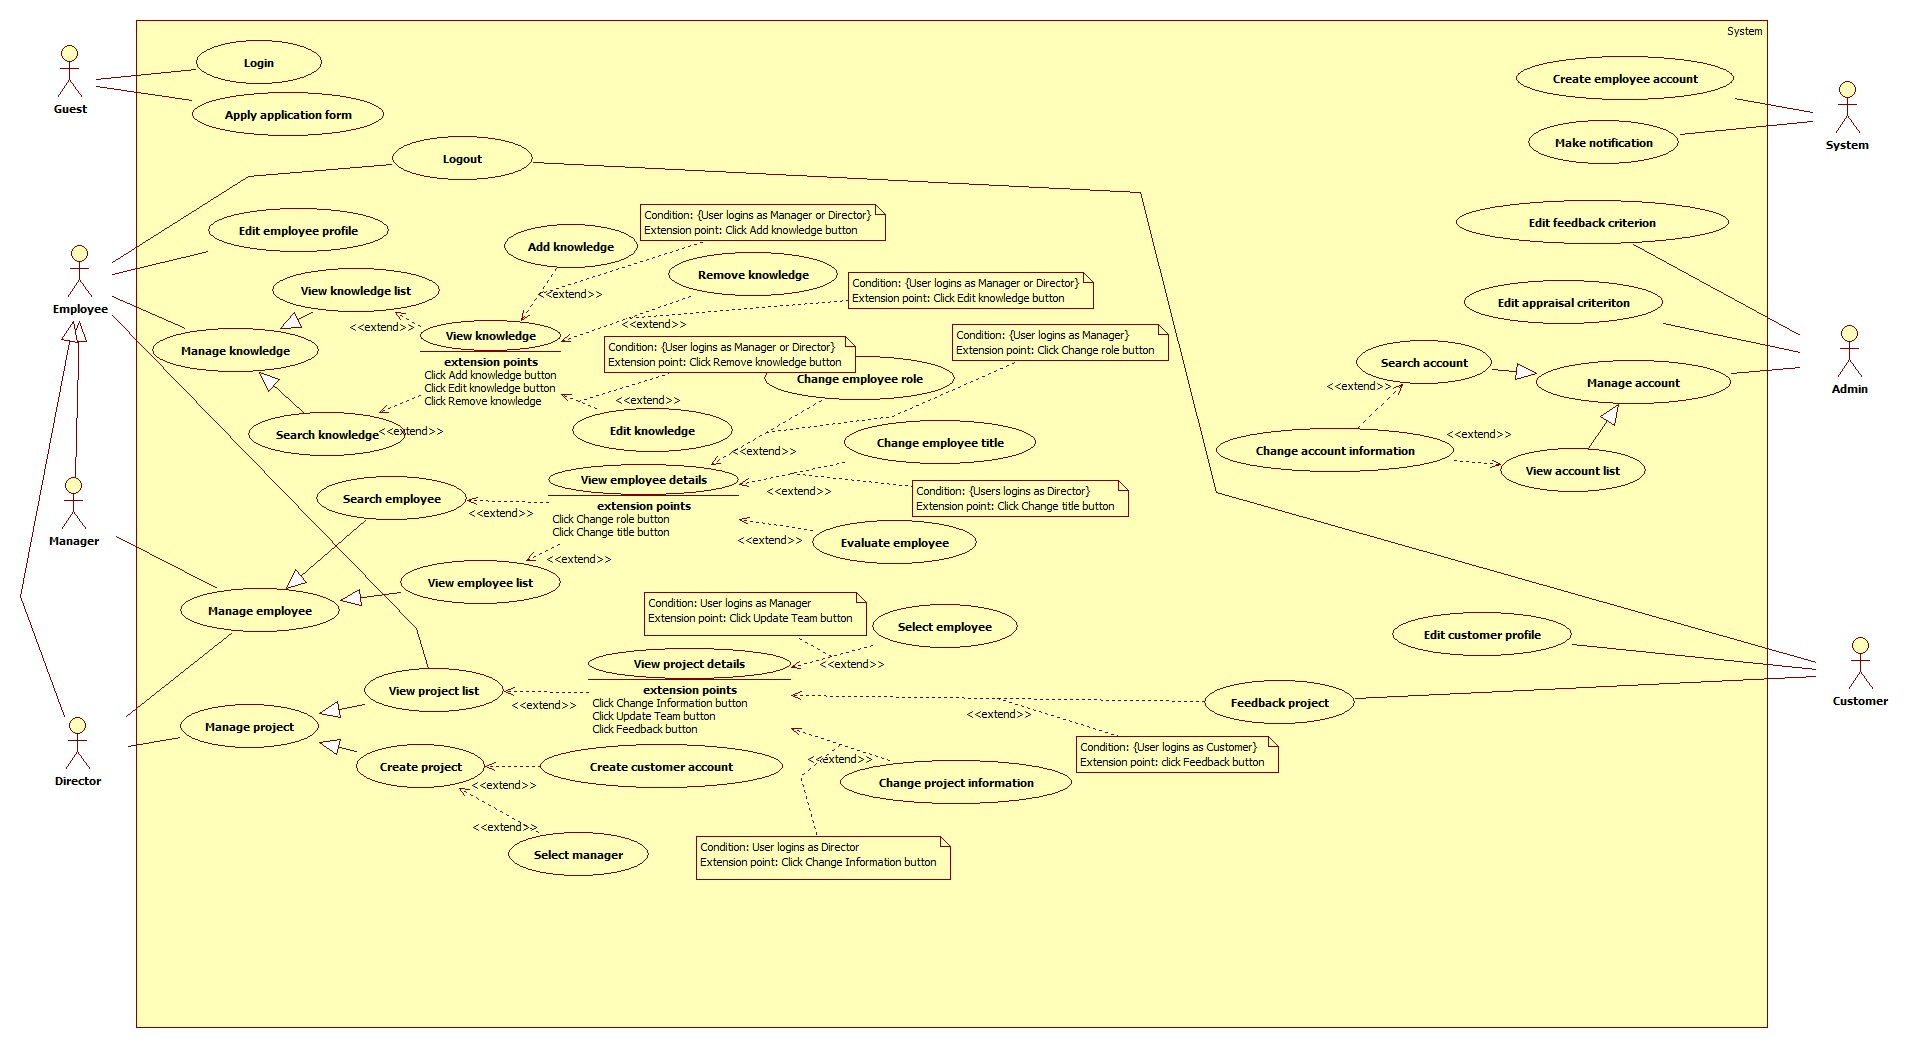 System
Login
Guest
Apply application form
Create employee account
System
Make notification
Logout
Edit employee profile
Employee
Add knowledge
Condition: {User logins as Manager or Director}
Extension point: Click Add knowledge button
Edit feedback criterion
Remove knowledge
Condition: {User logins as Manager or Director}
Extension point: Click Edit knowledge button
<<extend>>
View knowledge list
<<extend>>
<<extend>>
Edit appraisal criteriton
View knowledge
extension points
Click Add knowledge button
Click Edit knowledge button
Click Remove knowledge
Manage knowledge
Condition: {User logins as Manager or Director}
Extension point: Click Remove knowledge button
Condition: {User logins as Manager}
Extension point: Click Change role button
Change employee role
Search account
Manage account
Admin
<<extend>>
<<extend>>
Search knowledge
<<extend>>
Edit knowledge
Change employee title
<<extend>>
Change account information
<<extend>>
View account list
View employee details
extension points
Click Change role button
Click Change title button
<<extend>>
Condition: {Users logins as Director}
Extension point: Click Change title button
Search employee
<<extend>>
Manager
<<extend>>
Evaluate employee
<<extend>>
View employee list
Manage employee
Condition: User logins as Manager
Extension point: Click Update Team button
Select employee
Edit customer profile
View project details
extension points
Click Change Information button
Click Update Team button
Click Feedback button
<<extend>>
View project list
<<extend>>
Feedback project
Customer
<<extend>>
Manage project
Director
Condition: {User logins as Customer}
Extension point: click Feedback button
Create project
Create customer account
<<extend>>
<<extend>>
Change project information
<<extend>>
Select manager
Condition: User logins as Director
Extension point: Click Change Information button